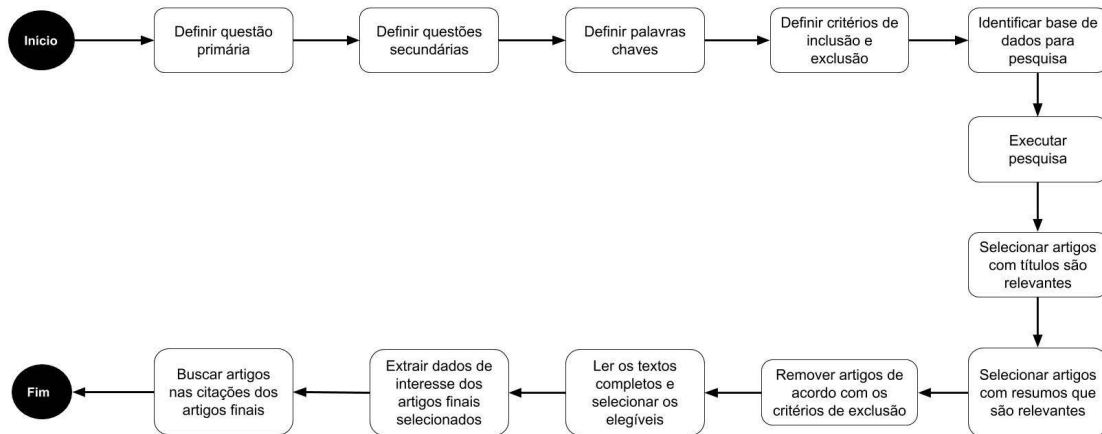 Início
Definir questão
primária
Definir questões
secundárias
Definir palavras
chaves
Definir critérios de
inclusão e
exclusão
Identificar base de
dados para
pesquisa
Executar
pesquisa
Selecionar artigos
com títulos são
relevantes
Selecionar artigos
com resumos que
são relevantes
Remover artigos de
acordo com os
critérios de exclusão
Ler os textos
completos e
selecionar os
elegíveis
Extrair dados de
interesse dos
artigos finais
selecionados
Buscar artigos
nas citações dos
artigos finais
Fim